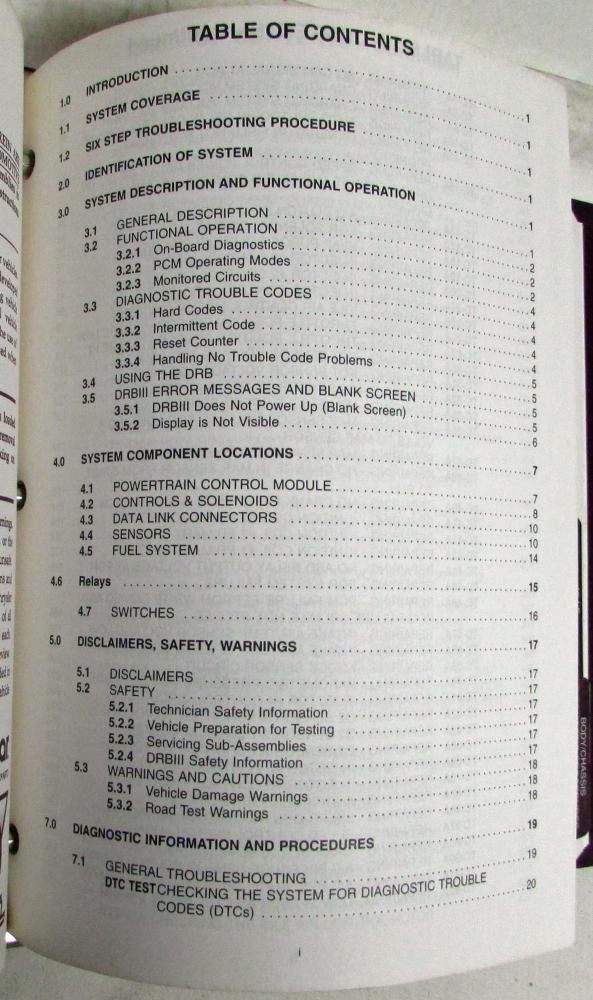 TABLE OF CONTENTS
1.0 INTRODUCTION 1
1.1 SYSTEM COVERAGE 1
1.2 SIX STEP TROUBLESHOOTING PROCEDURE 1
2.0 IDENTIFICATION OF SYSTEM 1
3.0 SYSTEM DESCRIPTION AND FUNCTIONAL OPERATION 1
3.1 GENERAL DESCRIPTION 1
3.2 FUNCTIONAL OPERATION 2
3.2.1 On-Board Diagnostics 2
3.2.2 PCM Operating Modes 2
3.2.3 Monitored Circuits 4
3.3 DIAGNOSTIC TROUBLE CODES 4
3.3.1 Hard Codes 4
3.3.2 Intermittent Code 4
3.3.3 Reset Counter 4
3.3.4 Handling No Trouble Code Problems 5
3.4 USING THE DRB 5
3.5 DRBIII ERROR MESSAGES AND BLANK SCREEN 5
3.5.1 DRBIII Does Not Power Up (Blank Screen) 5
3.5.2 Display is Not Visible 6
4.0 SYSTEM COMPONENT LOCATIONS 7
4.1 POWERTRAIN CONTROL MODULE 7
4.2 CONTROLS & SOLENOIDS 8
4.3 DATA LINK CONNECTORS 10
4.4 SENSORS 10
4.5 FUEL SYSTEM 14
4.6 Relays 15
4.7 SWITCHES 16
5.0 DISCLAIMERS, SAFETY, WARNINGS 17
5.1 DISCLAIMERS 17
5.2 SAFETY 17
5.2.1 Technician Safety Information 17
5.2.2 Vehicle Preparation for Testing 17
5.2.3 Servicing Sub-Assemblies 17
5.2.4 DRBIII Safety Information 17
5.3 WARNINGS AND CAUTIONS 18
5.3.1 Vehicle Damage Warnings 18
5.3.2 Road Test Warnings 18
7.0 DIAGNOSTIC INFORMATION AND PROCEDURES 19
7.1 GENERAL TROUBLESHOOTING 19
DTC TEST CHECKING THE SYSTEM FOR DIAGNOSTIC TROUBLE
CODES (DTCs) 20
i
BODY/CHASSIS